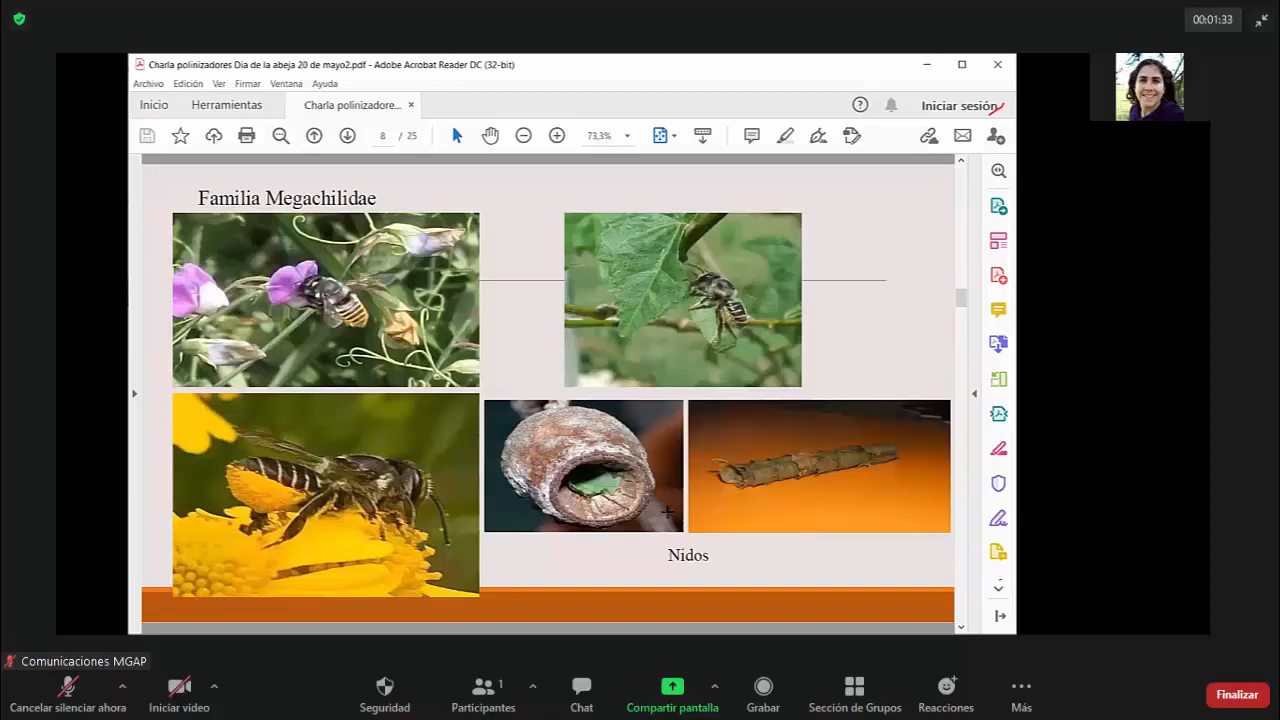 00:01:33
Charla polinizadores Dia de la abeja 20 de mayo2.pdf - Adobe Acrobat Reader DC (32-bit)
Archivo Edición Ver Firmar Ventana Ayuda
Inicio Herramientas Charla polinizadore... × Iniciar sesión
8 / 25 73,3%
Familia Megachilidae
Nidos
Comunicaciones MGAP
Cancelar silenciar ahora Iniciar video Seguridad Participantes 1 Chat Compartir pantalla Grabar Sección de Grupos Reacciones Más Finalizar